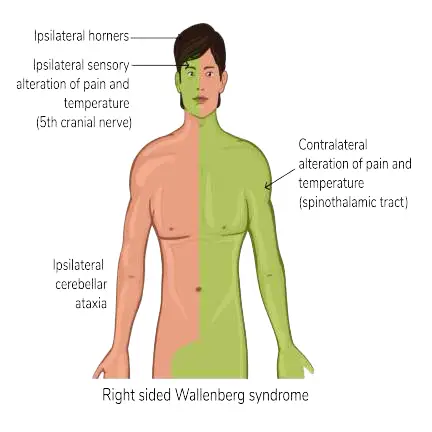 Ipsilateral horners
Ipsilateral sensory
alteration of pain and
temperature
(5th cranial nerve)
Contralateral
alteration of pain and
temperature
(spinothalamic tract)
Ipsilateral
cerebellar
ataxia
Right sided Wallenberg syndrome